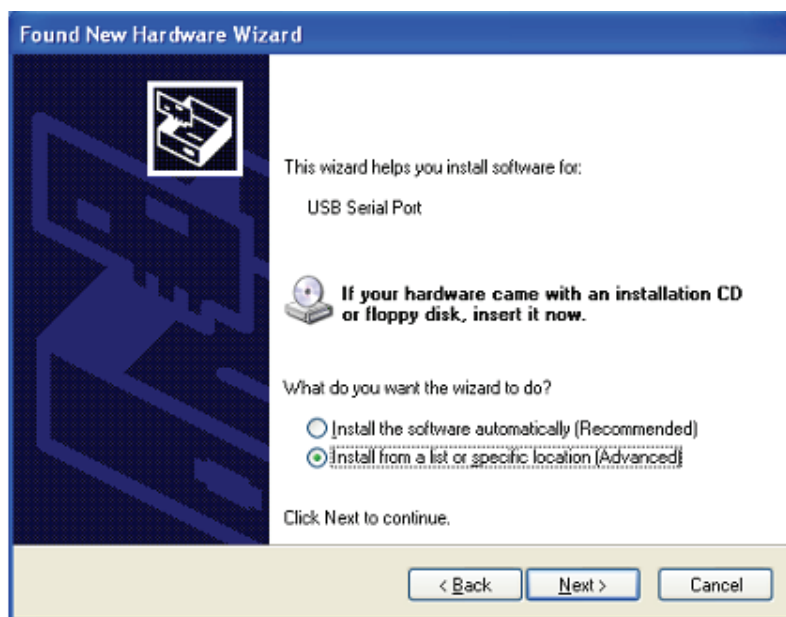 Found New Hardware Wizard
This wizard helps you install software for:
USB Serial Port
If your hardware came with an installation CD
or floppy disk, insert it now.
What do you want the wizard to do?
Install the software automatically (Recommended)
Install from a list or specific location (Advanced)
Click Next to continue.
< Back
Next >
Cancel